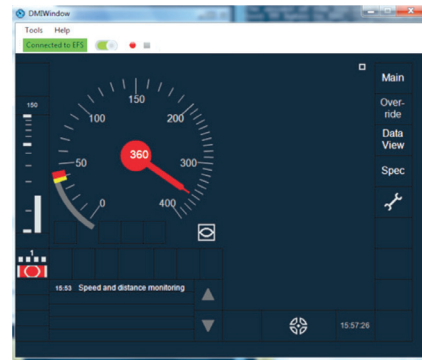 DMIWindow
Tools Help
Connected to EFS
Main
Over-
ride
Data
View
Spec
150
150
100
200
50
360
300
0
400
1
15:53 Speed and distance monitoring
15:57:26